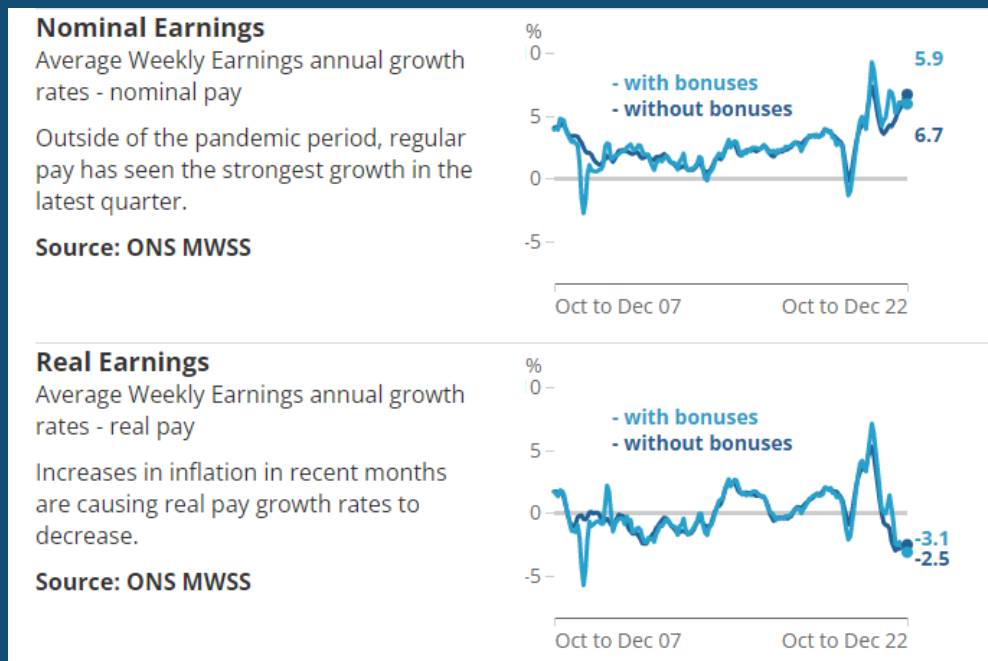 Nominal Earnings
Average Weekly Earnings annual growth
rates - nominal pay
Outside of the pandemic period, regular
pay has seen the strongest growth in the
latest quarter.
Source: ONS MWSS
%
10
5
0
-5
- with bonuses
- without bonuses
5.9
6.7
Oct to Dec 07
Oct to Dec 22
Real Earnings
Average Weekly Earnings annual growth
rates - real pay
Increases in inflation in recent months
are causing real pay growth rates to
decrease.
Source: ONS MWSS
%
10
5
0
-5
- with bonuses
- without bonuses
-3.1
-2.5
Oct to Dec 07
Oct to Dec 22